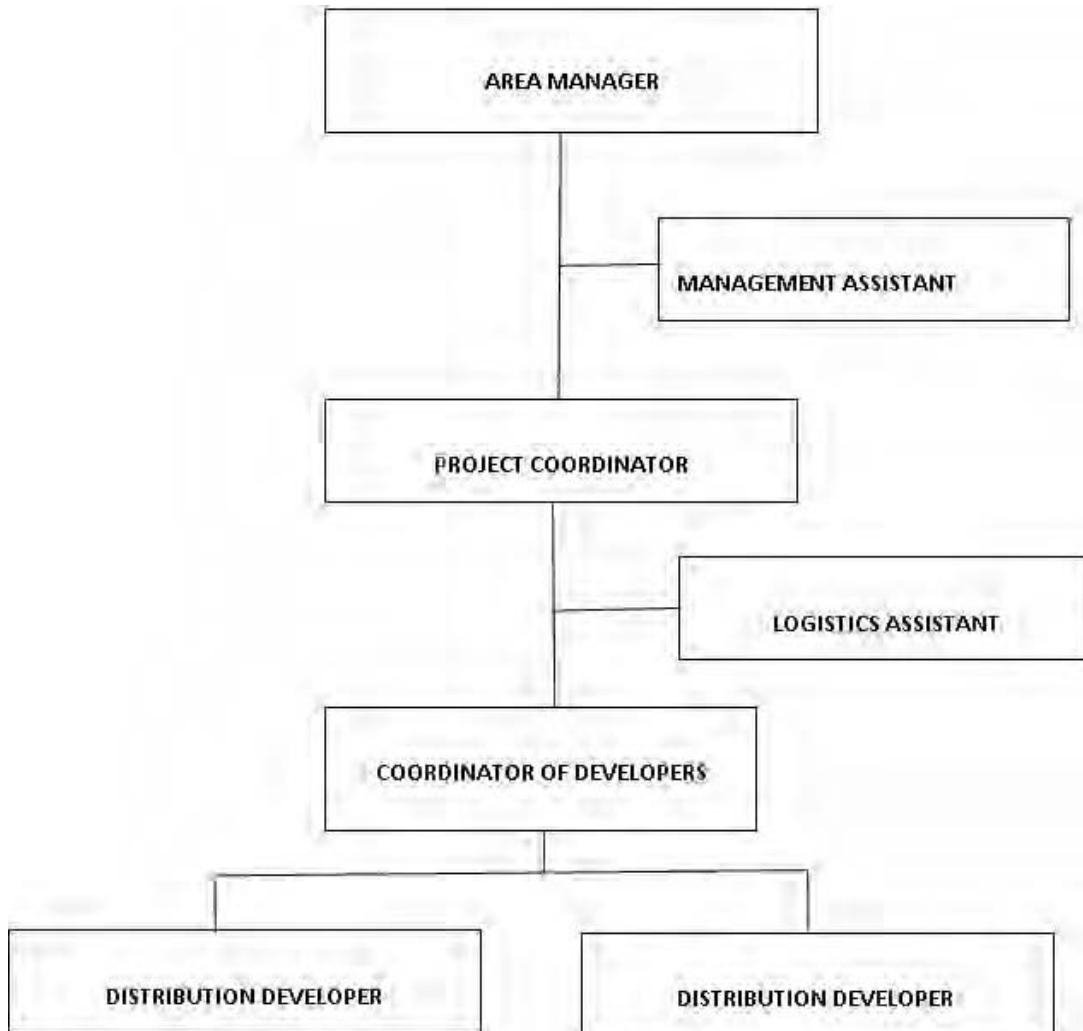 AREA MANAGER
MANAGEMENT ASSISTANT
PROJECT COORDINATOR
LOGISTICS ASSISTANT
COORDINATOR OF DEVELOPERS
DISTRIBUTION DEVELOPER
DISTRIBUTION DEVELOPER